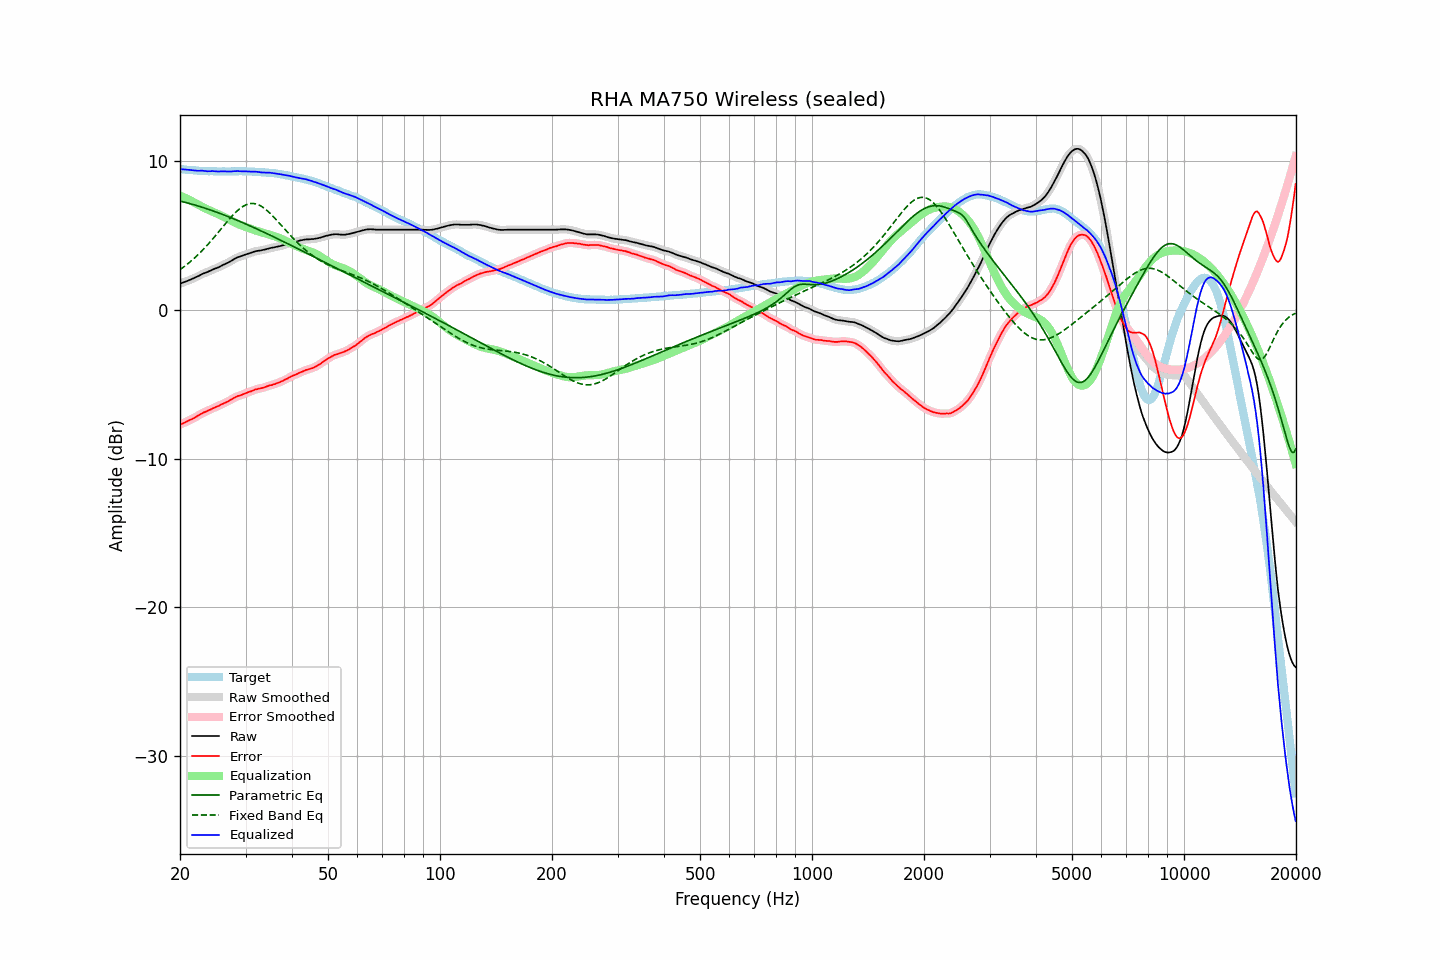 RHA MA750 Wireless (sealed)
10
0
−10
−20
−30
Amplitude (dBr)
Target
Raw Smoothed
Error Smoothed
Raw
Error
Equalization
Parametric Eq
Fixed Band Eq
Equalized
20 50 100 200 500 1000 2000 5000 10000 20000
Frequency (Hz)